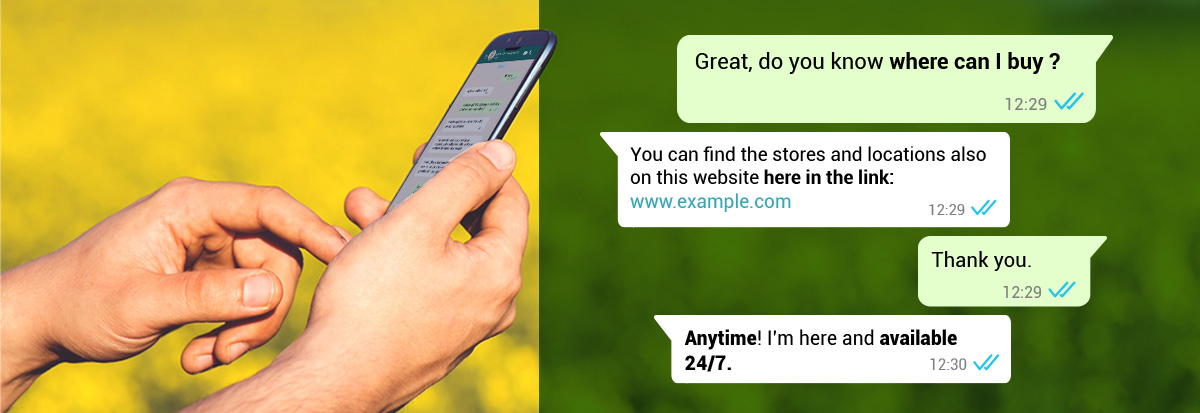 Great, do you know where can I buy ?
12:29
You can find the stores and locations also
on this website here in the link:
www.example.com
12:29
Thank you.
12:29
Anytime! I'm here and available
24/7.
12:30